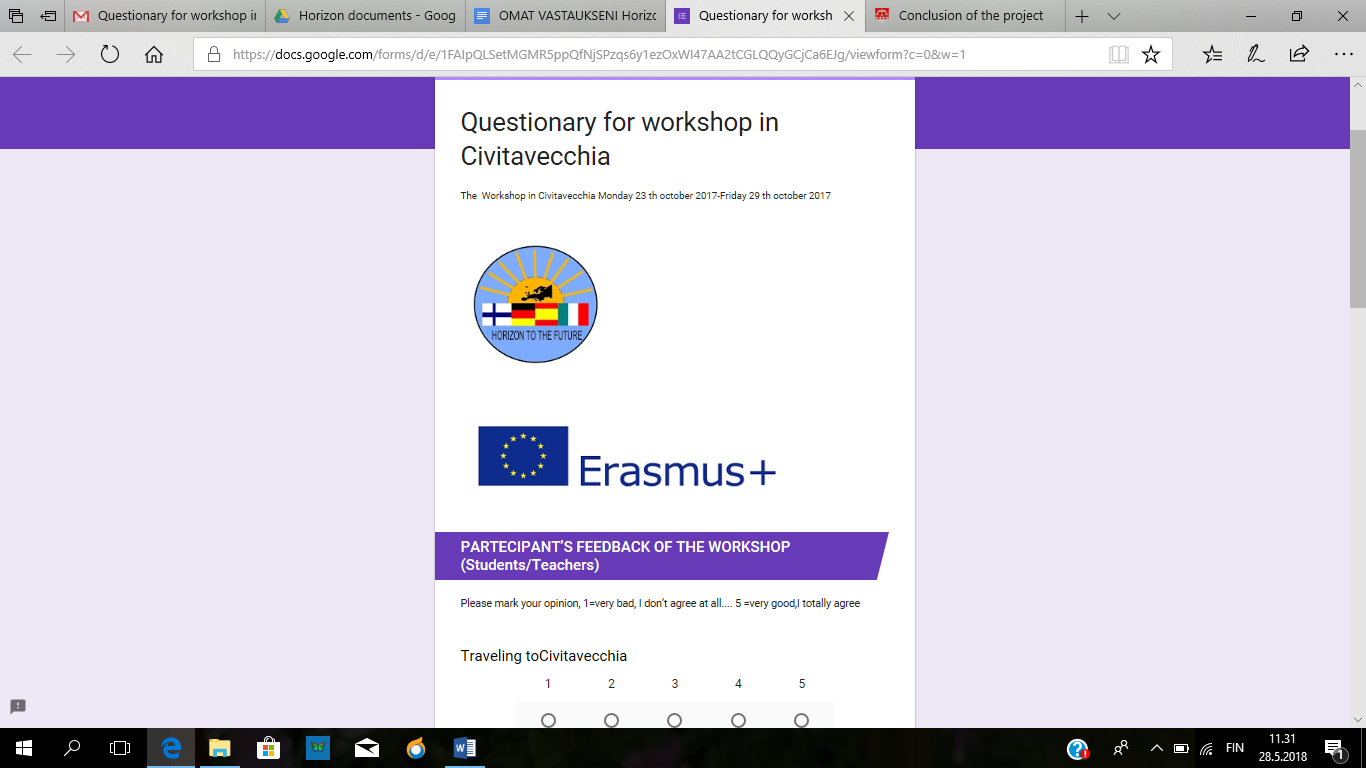 Questionary for workshop in
Horizon documents - Goog
OMAT VASTAUKSENI Horizo
Questionary for worksh
Conclusion of the project
https://docs.google.com/forms/d/e/1FAIpQLSetMGMR5ppQfNjSPzqs6y1ezOxWI47AA2tCGLQQyGCjCa6EJg/viewform?c=0&w=1
Questionary for workshop in
Civitavecchia
The Workshop in Civitavecchia Monday 23 th october 2017-Friday 29 th october 2017
HORIZON TO THE FUTURE
Erasmus+
PARTECIPANT'S FEEDBACK OF THE WORKSHOP
(Students/Teachers)
Please mark your opinion, 1=very bad, I don't agree at all.... 5 =very good,I totally agree
Traveling toCivitavecchia
1 2 3 4 5
FIN
11.31
28.5.2018
1